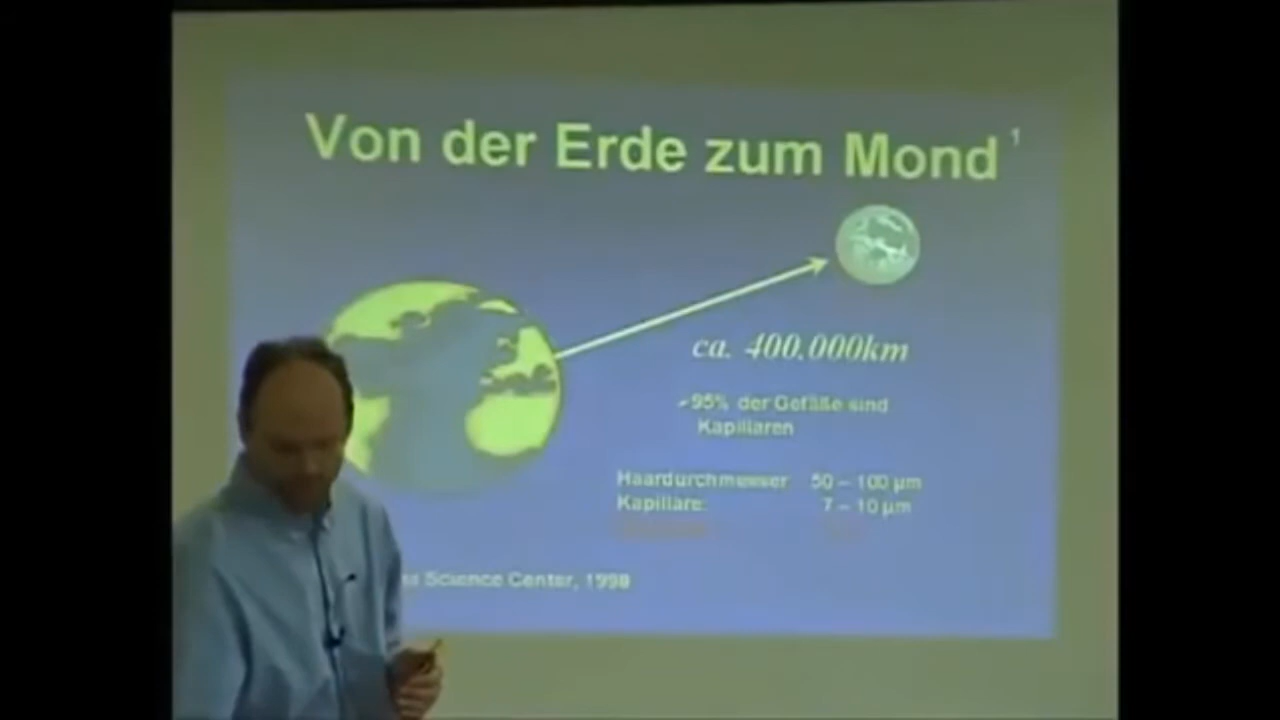 Von der Erde zum Mond 1
ca. 400.000km
~95% der Gefäße sind
Kapillaren
Haardurchmesser 50 – 100 µm
Kapillare: 7 – 10 µm
Science Center, 1998